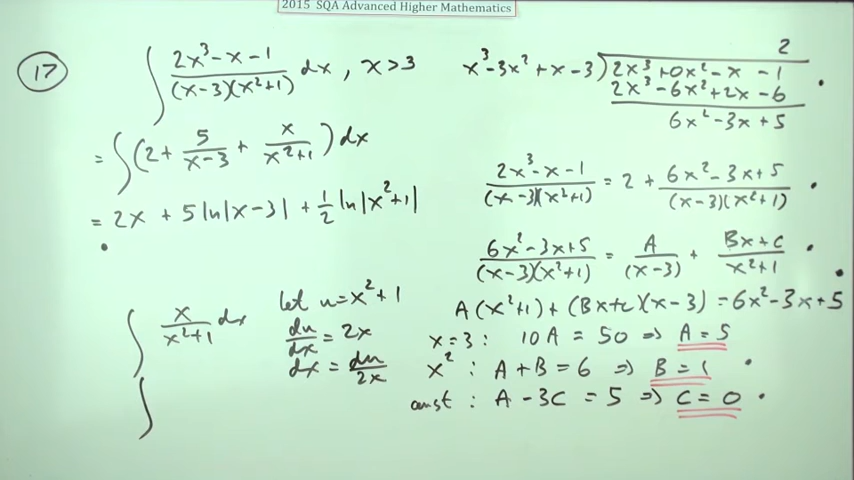 2015 SQA Advanced Higher Mathematics
17
∫ (2x³ - x - 1)/((x-3)(x²+1)) dx , x > 3
= ∫ (2 + 5/(x-3) + x/(x²+1)) dx
= 2x + 5 ln|x-3| + 1/2 ln|x²+1|
∫ x/(x²+1) dx
let u = x²+1
du/dx = 2x
dx = du/2x
∫
2
x³-3x²+x-3)2x³+0x²-x-1
2x³-6x²+2x-6
6x²-3x+5
(2x³-x-1)/((x-3)(x²+1)) = 2 + (6x²-3x+5)/((x-3)(x²+1))
(6x²-3x+5)/((x-3)(x²+1)) = A/(x-3) + (Bx+C)/(x²+1)
A(x²+1) + (Bx+C)(x-3) = 6x²-3x+5
x=3 : 10A = 50 ⇒ A = 5
x² : A+B = 6 ⇒ B = 1
const : A - 3C = 5 ⇒ C = 0